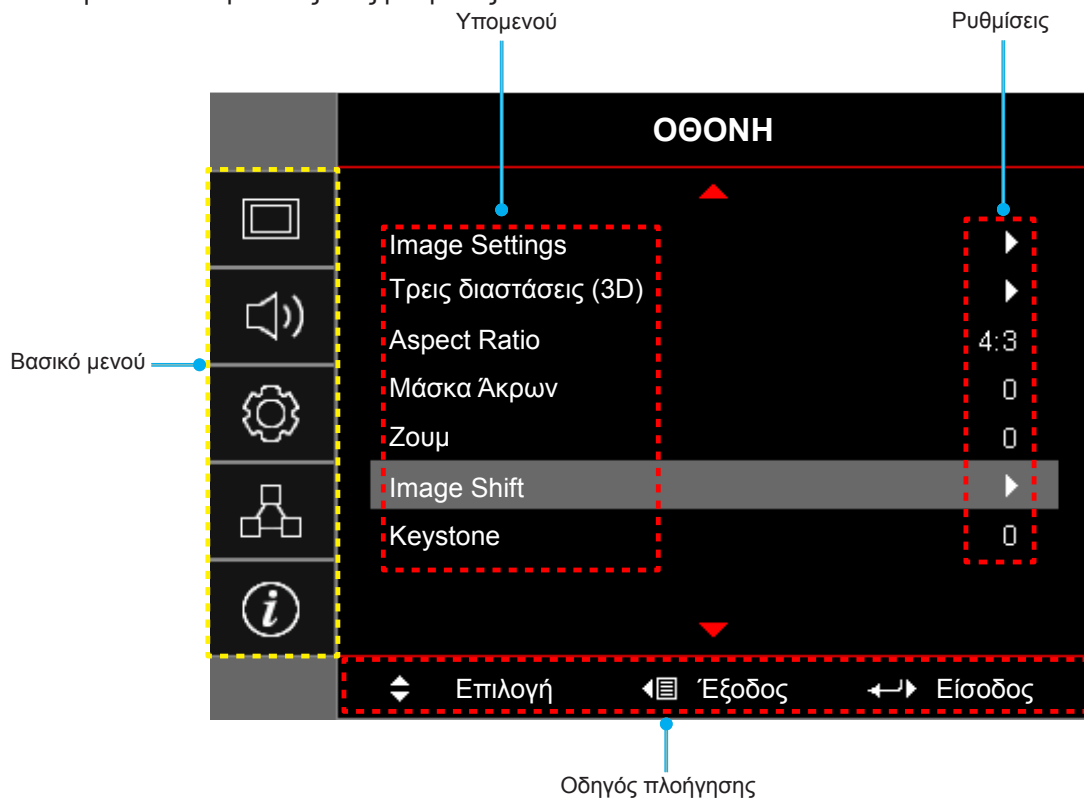 Υπομενού
Ρυθμίσεις
ΟΘΟΝΗ
Image Settings
Τρεις διαστάσεις (3D)
Aspect Ratio
4:3
Βασικό μενού
Μάσκα Άκρων
0
Ζουμ
0
Image Shift
Keystone
0
Επιλογή
Έξοδος
Είσοδος
Οδηγός πλοήγησης